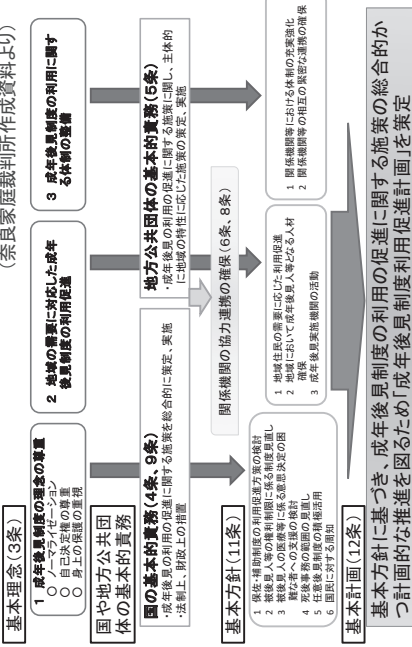 （奈良家庭裁判所作成資料より）
基本理念（3条）
1 成年後見制度の理念の尊重
○ ノーマライゼーション
○ 自己決定権の尊重
○ 身上の保護の重視
2 地域の需要に対応した成年
後見制度の利用促進
3 成年後見制度の利用に関す
る体制の整備
国や地方公共団
体の基本的責務
国の基本的責務（4条、9条）
・成年後見の利用の促進に関する施策を総合的に策定、実施
・法制上、財政上の措置
地方公共団体の基本的責務（5条）
・成年後見の利用の促進に関する施策に関し、主体的
に地域の特性に応じた施策の策定、実施
関係機関の協力連携の確保（6条、8条）
基本方針（11条）
1 保佐・補助制度の利用促進方策の検討
2 被後見人等の権利制限に係る制度見直し
3 被後見人の医療等に係る意思決定の困
難な者への支援の検討
4 死後事務の範囲の見直し
5 任意後見制度の積極活用
6 国民に対する周知
1 地域住民の需要に応じた利用促進
2 地域において成年後見人等となる人材
確保
3 成年後見実施機関の活動
1 関係機関等における体制の充実強化
2 関係機関等の相互の緊密な連携の確保
基本計画（12条）
基本方針に基づき、成年後見制度の利用の促進に関する施策の総合的か
つ計画的な推進を図るため「成年後見制度利用促進計画」を策定